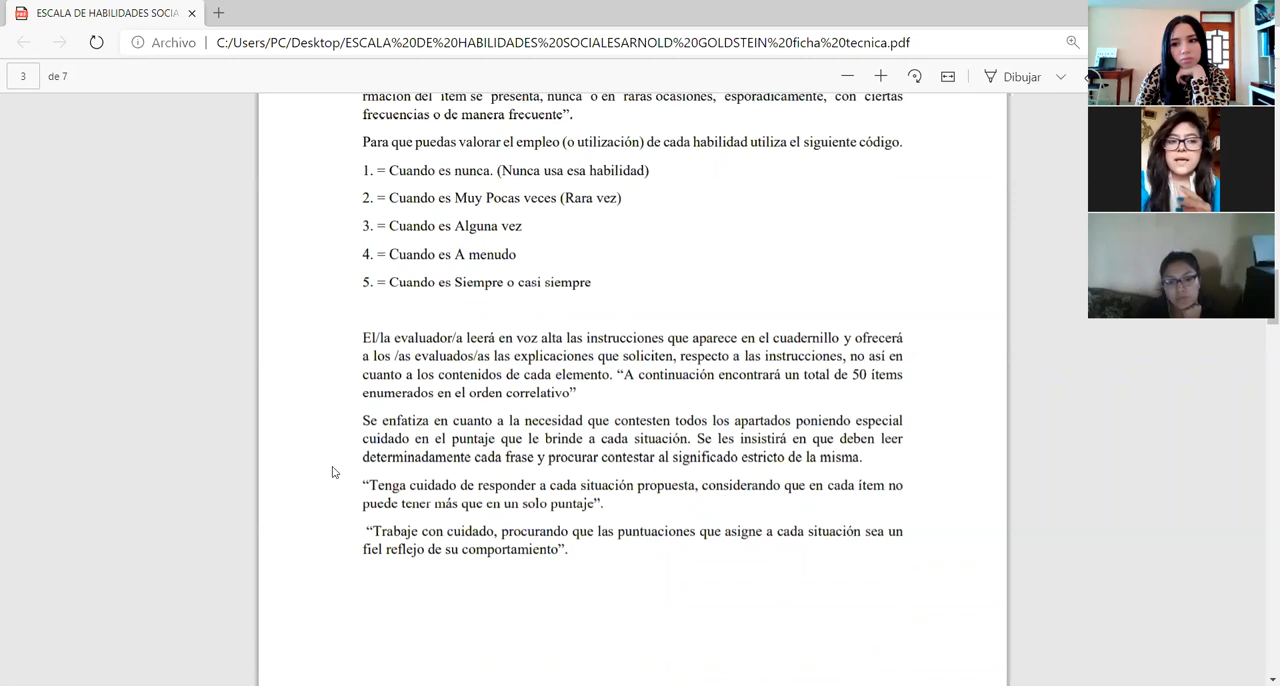 ESCALA DE HABILIDADES SOCIA
Archivo
C:/Users/PC/Desktop/ESCALA%20DE%20HABILIDADES%20SOCIALESARNOLD%20GOLDSTEIN%20ficha%20tecnica.pdf
3 de 7
Dibujar
rmación del ítem se presenta, nunca o en raras ocasiones, esporádicamente, con ciertas
frecuencias o de manera frecuente”.
Para que puedas valorar el empleo (o utilización) de cada habilidad utiliza el siguiente código.
1. = Cuando es nunca. (Nunca usa esa habilidad)
2. = Cuando es Muy Pocas veces (Rara vez)
3. = Cuando es Alguna vez
4. = Cuando es A menudo
5. = Cuando es Siempre o casi siempre
El/la evaluador/a leerá en voz alta las instrucciones que aparece en el cuadernillo y ofrecerá
a los /as evaluados/as las explicaciones que soliciten, respecto a las instrucciones, no así en
cuanto a los contenidos de cada elemento. “A continuación encontrará un total de 50 ítems
enumerados en el orden correlativo”
Se enfatiza en cuanto a la necesidad que contesten todos los apartados poniendo especial
cuidado en el puntaje que le brinde a cada situación. Se les insistirá en que deben leer
determinadamente cada frase y procurar contestar al significado estricto de la misma.
“Tenga cuidado de responder a cada situación propuesta, considerando que en cada ítem no
puede tener más que en un solo puntaje”.
“Trabaje con cuidado, procurando que las puntuaciones que asigne a cada situación sea un
fiel reflejo de su comportamiento”.